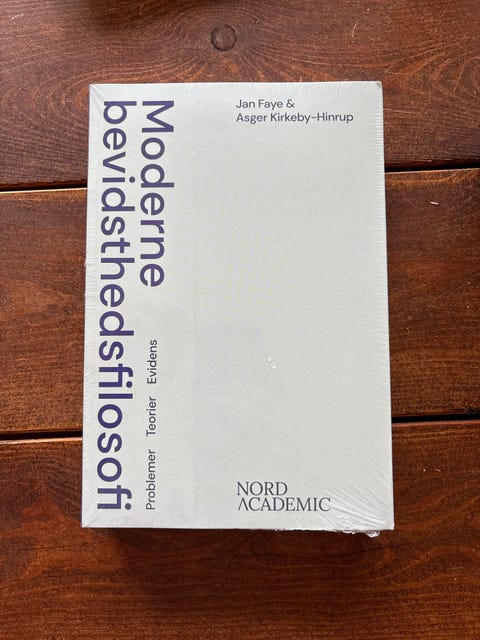 Jan Faye &
Asger Kirkeby-Hinrup
Moderne
bevidsthedsfilosofi
Problemer Teorier Evidens
NORD
ACADEMIC